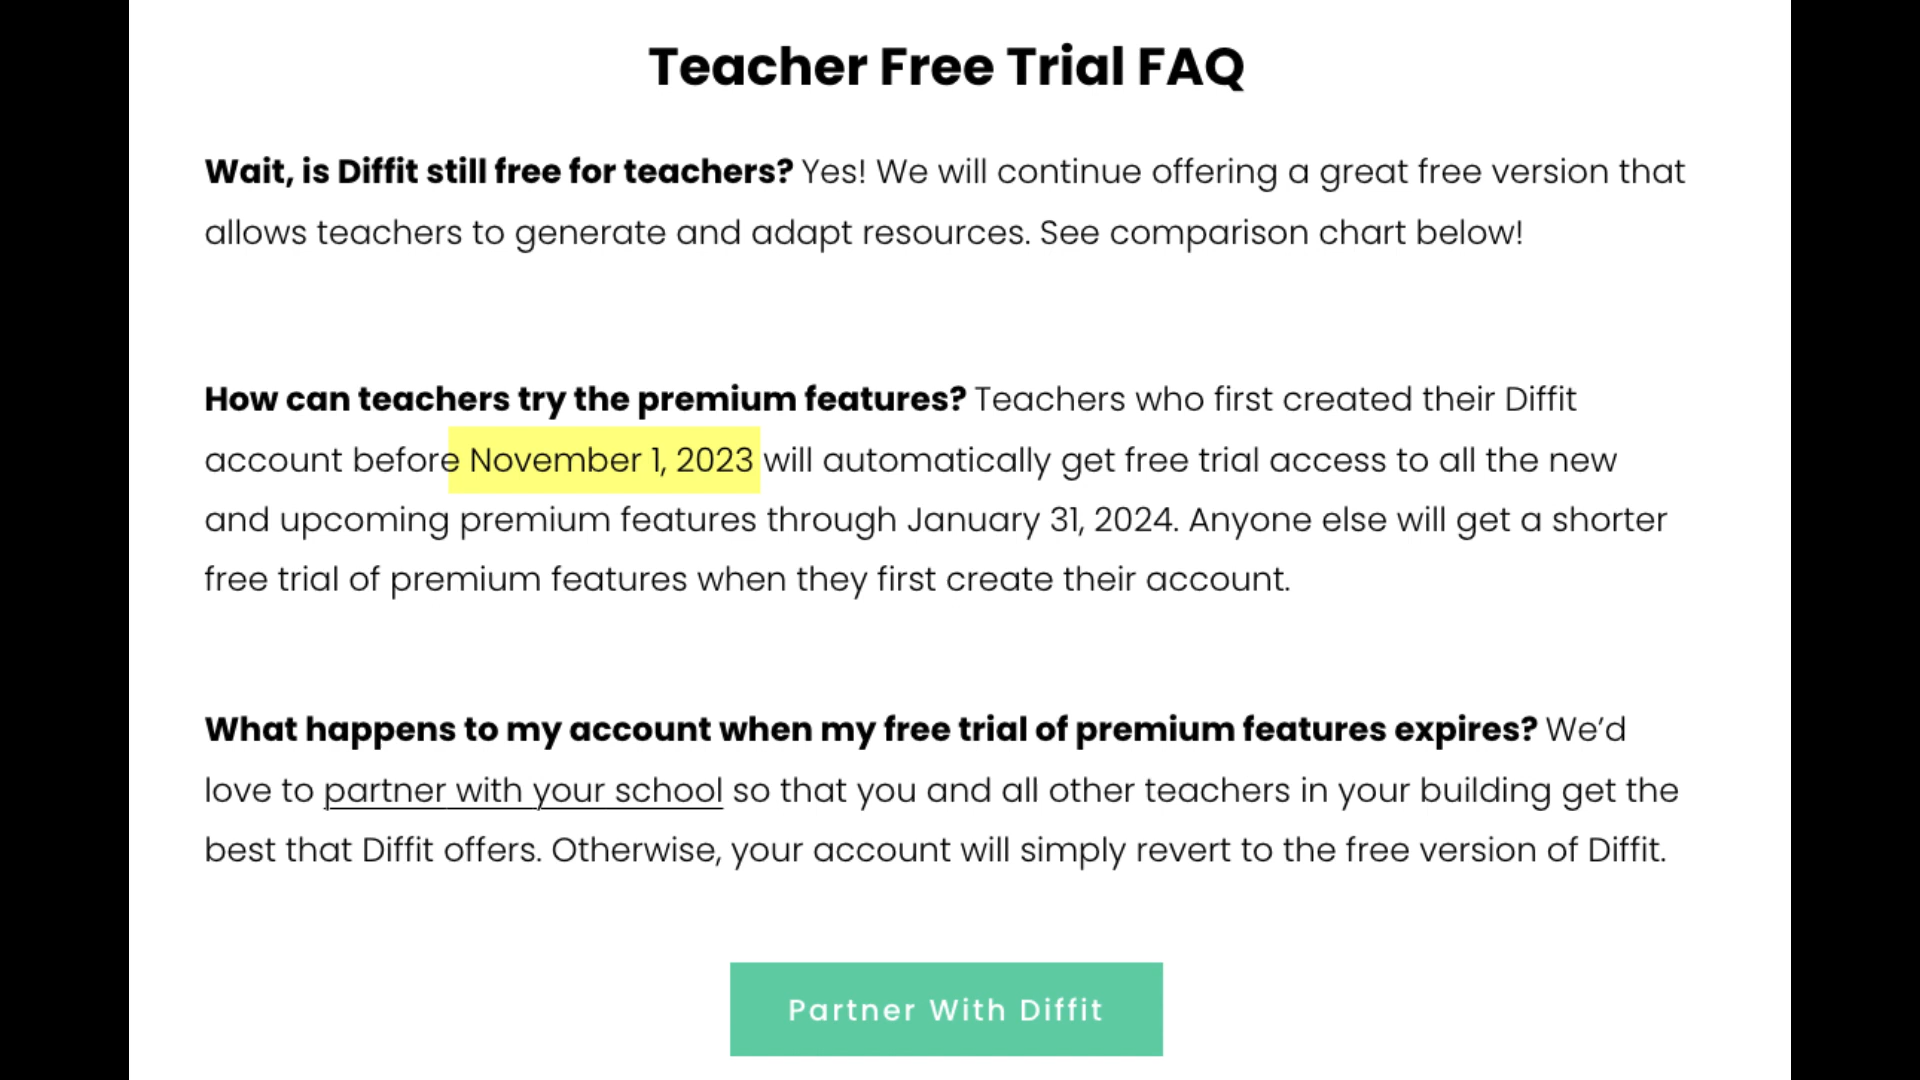 Teacher Free Trial FAQ
Wait, is Diffit still free for teachers? Yes! We will continue offering a great free version that
allows teachers to generate and adapt resources. See comparison chart below!
How can teachers try the premium features? Teachers who first created their Diffit
account before November 1, 2023 will automatically get free trial access to all the new
and upcoming premium features through January 31, 2024. Anyone else will get a shorter
free trial of premium features when they first create their account.
What happens to my account when my free trial of premium features expires? We’d
love to partner with your school so that you and all other teachers in your building get the
best that Diffit offers. Otherwise, your account will simply revert to the free version of Diffit.
Partner With Diffit